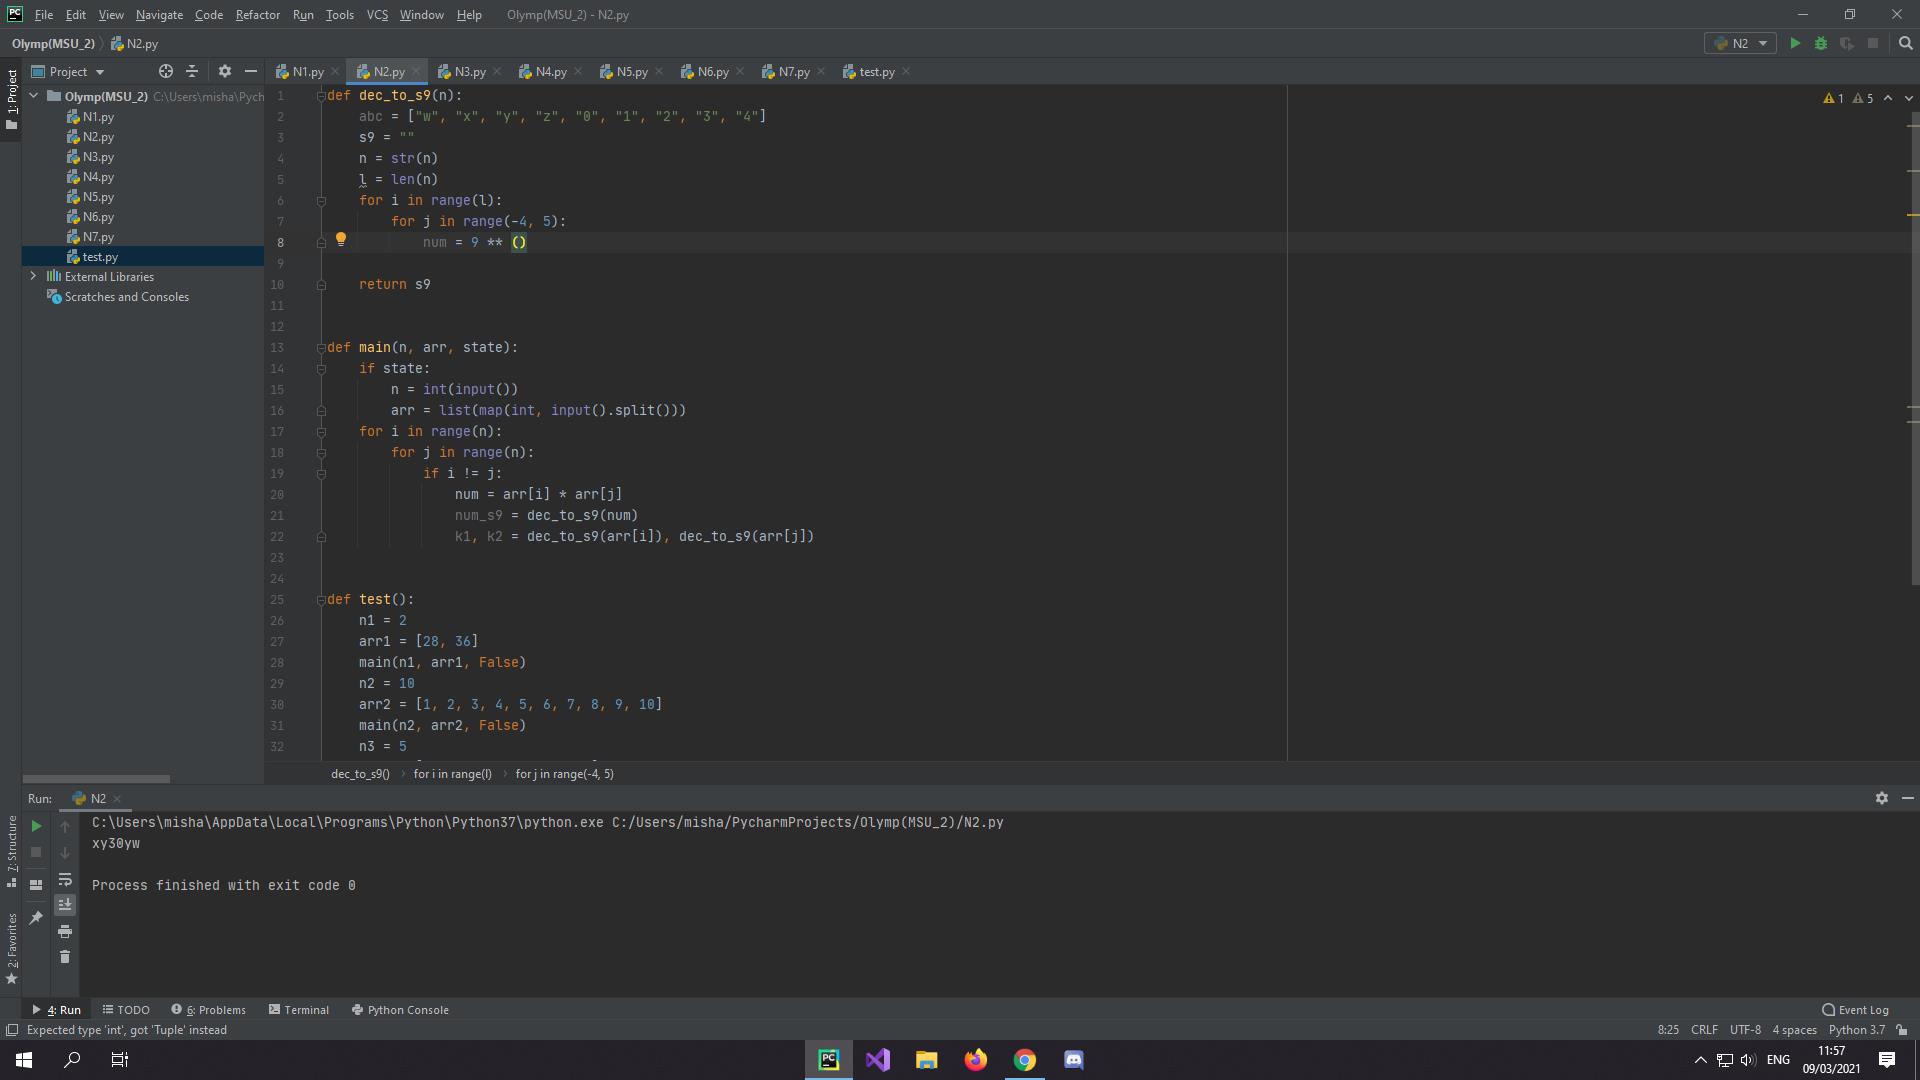 PC File Edit View Navigate Code Refactor Run Tools VCS Window Help Olymp(MSU_2) - N2.py
Olymp(MSU_2) N2.py N2
1: Project
Project N1.py N2.py N3.py N4.py N5.py N6.py N7.py test.py
Olymp(MSU_2) C:\Users\misha\Pych
N1.py
N2.py
N3.py
N4.py
N5.py
N6.py
N7.py
test.py
External Libraries
Scratches and Consoles
1 5
1 def dec_to_s9(n):
2 abc = ["w", "x", "y", "z", "0", "1", "2", "3", "4"]
3 s9 = ""
4 n = str(n)
5 l = len(n)
6 for i in range(l):
7 for j in range(-4, 5):
8 num = 9 ** ()
9
10 return s9
11
12
13 def main(n, arr, state):
14 if state:
15 n = int(input())
16 arr = list(map(int, input().split()))
17 for i in range(n):
18 for j in range(n):
19 if i != j:
20 num = arr[i] * arr[j]
21 num_s9 = dec_to_s9(num)
22 k1, k2 = dec_to_s9(arr[i]), dec_to_s9(arr[j])
23
24
25 def test():
26 n1 = 2
27 arr1 = [28, 36]
28 main(n1, arr1, False)
29 n2 = 10
30 arr2 = [1, 2, 3, 4, 5, 6, 7, 8, 9, 10]
31 main(n2, arr2, False)
32 n3 = 5
dec_to_s9() for i in range(l) for j in range(-4, 5)
Run: N2
C:\Users\misha\AppData\Local\Programs\Python\Python37\python.exe C:/Users/misha/PycharmProjects/Olymp(MSU_2)/N2.py
xy30yw
Process finished with exit code 0
7: Structure
2: Favorites
4: Run TODO 6: Problems Terminal Python Console Event Log
Expected type 'int', got 'Tuple' instead 8:25 CRLF UTF-8 4 spaces Python 3.7
PC ENG 11:57
09/03/2021